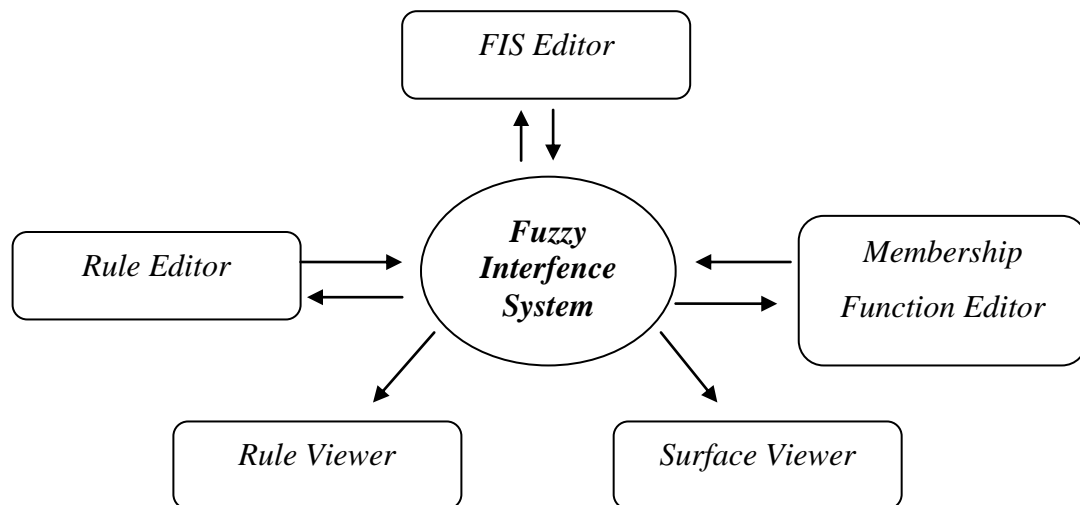 FIS Editor
Fuzzy
Interfence
System
Rule Editor
Membership
Function Editor
Rule Viewer
Surface Viewer